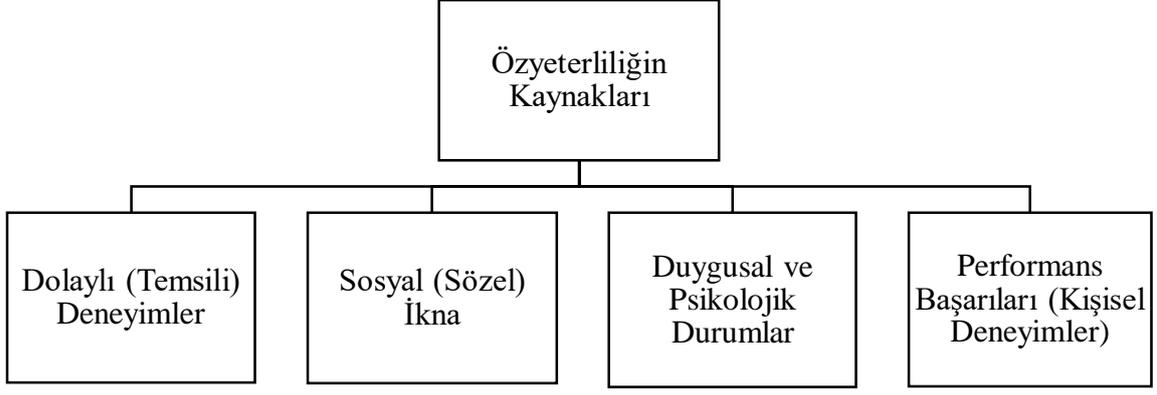 Özyeterliliğin
Kaynakları
Dolaylı (Temsili)
Deneyimler
Sosyal (Sözel)
İkna
Duygusal ve
Psikolojik
Durumlar
Performans
Başarıları (Kişisel
Deneyimler)